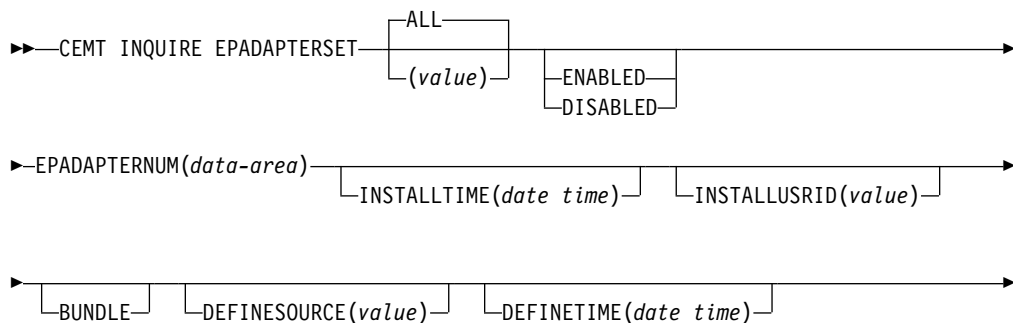 ALL
CEMT INQUIRE EPADAPTERSET
(value)
ENABLED
DISABLED
EPADAPTERNUM(data-area)
INSTALLTIME(date time)
INSTALLUSRID(value)
BUNDLE
DEFINESOURCE(value)
DEFINETIME(date time)